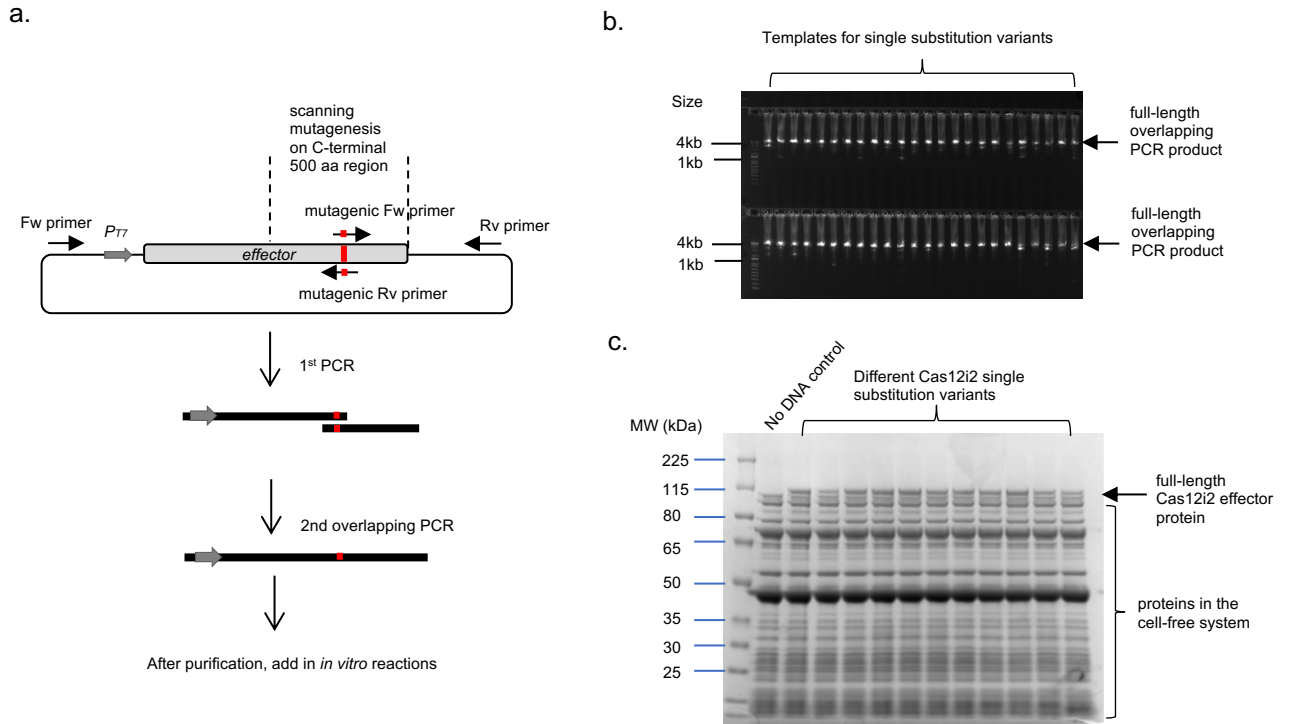 a.
scanning
mutagenesis
on C-terminal
500 aa region
mutagenic Fw primer
Fw primer
PT7
Rv primer
effector
mutagenic Rv primer
1st PCR
2nd overlapping PCR
After purification, add in in vitro reactions
b.
Templates for single substitution variants
Size
4kb
1kb
full-length
overlapping
PCR product
4kb
1kb
full-length
overlapping
PCR product
c.
No DNA control
Different Cas12i2 single
substitution variants
MW (kDa)
225
115
80
65
50
35
30
25
full-length
Cas12i2 effector
protein
proteins in the
cell-free system